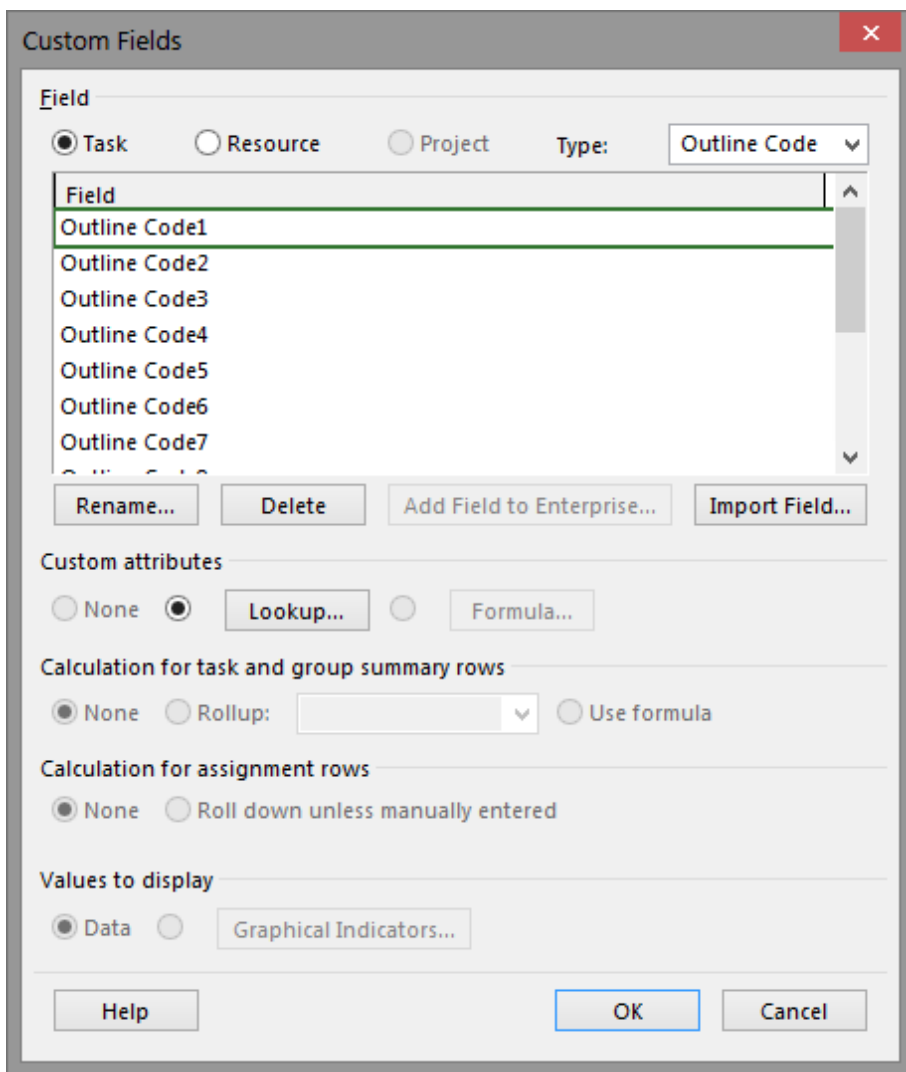 Custom Fields
Field
Task Resource Project Type: Outline Code
Field
Outline Code1
Outline Code2
Outline Code3
Outline Code4
Outline Code5
Outline Code6
Outline Code7
Rename... Delete Add Field to Enterprise... Import Field...
Custom attributes
None Lookup... Formula...
Calculation for task and group summary rows
None Rollup: Use formula
Calculation for assignment rows
None Roll down unless manually entered
Values to display
Data Graphical Indicators...
Help OK Cancel